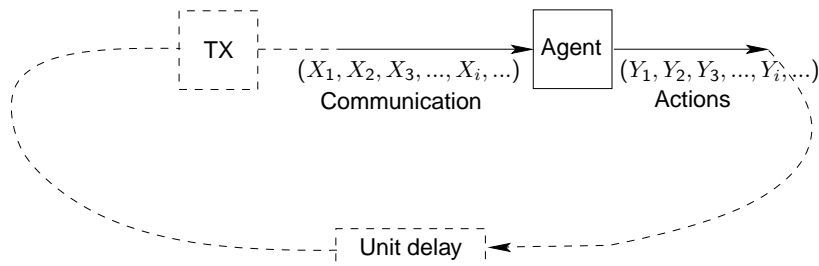 TX
Agent
(X₁, X₂, X₃, ..., Xᵢ, ...)
(Y₁, Y₂, Y₃, ..., Yᵢ, ...)
Communication
Actions
Unit delay